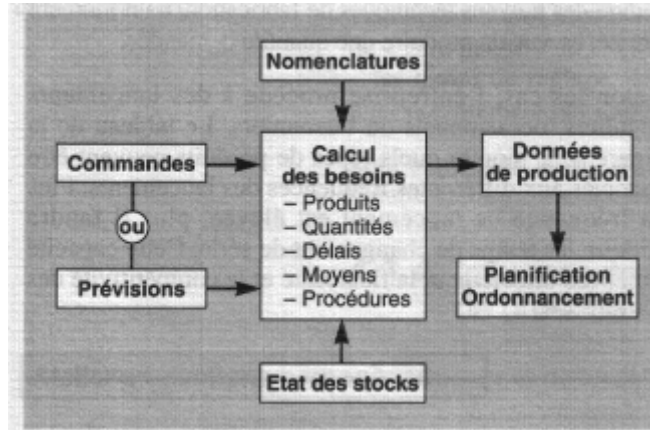 Nomenclatures
Commandes
ou
Prévisions
Calcul
des besoins
– Produits
– Quantités
– Délais
– Moyens
– Procédures
Etat des stocks
Données
de production
Planification
Ordonnancement